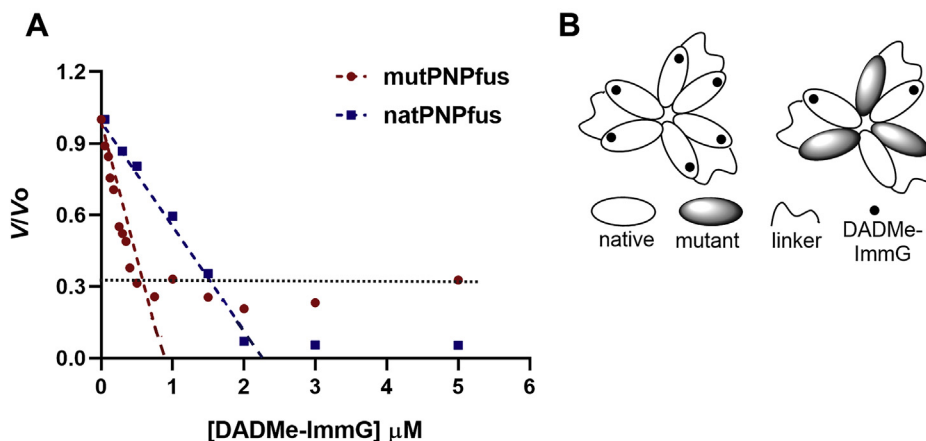 A
B
1.2
0.9
0.6
0.3
0.0
V/Vo
mutPNPfus
natPNPfus
0 1 2 3 4 5 6
[DADMe-ImmG] μM
native mutant linker DADMe-
ImmG